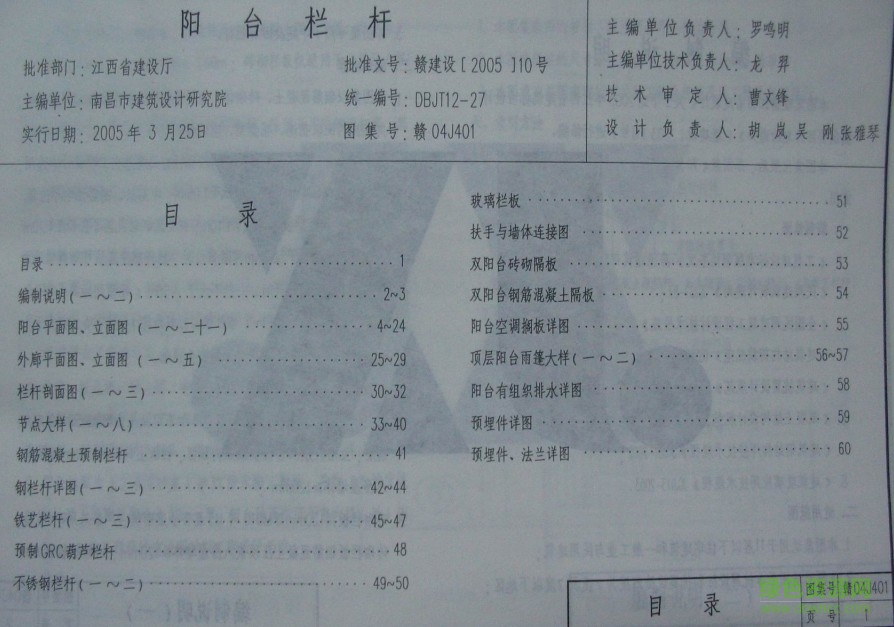 阳台栏杆
批准部门：江西省建设厅
批准文号：赣建设[2005]10号
主编单位：南昌市建筑设计研究院
统一编号：DBJT12-27
实行日期：2005年3月25日
图集号：赣04J401
主编单位负责人：罗鸣明
主编单位技术负责人：龙羿
技术审定人：曹文锋
设计负责人：胡岚吴刚张雅琴
目录
目录 1
编制说明(一～二) 2~3
阳台平面图、立面图(一～二十一) 4~24
外廊平面图、立面图(一～五) 25~29
栏杆剖面图(一～三) 30~32
节点大样(一～八) 33~40
钢筋混凝土预制栏杆 41
钢栏杆详图(一～三) 42~44
铁艺栏杆(一～三) 45~47
预制GRC葫芦栏杆 48
不锈钢栏杆(一～二) 49~50
玻璃栏板 51
扶手与墙体连接图 52
双阳台砖砌隔板 53
双阳台钢筋混凝土隔板 54
阳台空调搁板详图 55
顶层阳台雨篷大样(一～二) 56~57
阳台有组织排水详图 58
预埋件详图 59
预埋件、法兰详图 60
目录
图集号 赣04J401
页号 1